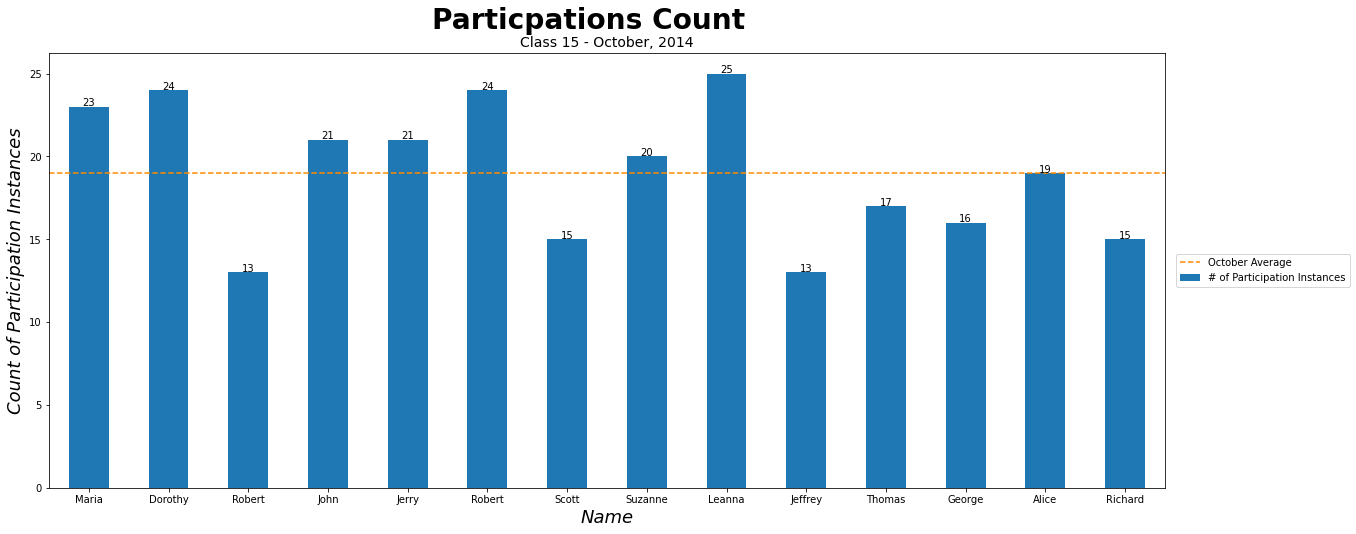 Particpations Count
Class 15 - October, 2014
Count of Participation Instances
25
20
15
10
5
0
23
24
13
21
21
24
15
20
25
13
17
16
19
15
Maria
Dorothy
Robert
John
Jerry
Robert
Scott
Suzanne
Leanna
Jeffrey
Thomas
George
Alice
Richard
Name
October Average
# of Participation Instances